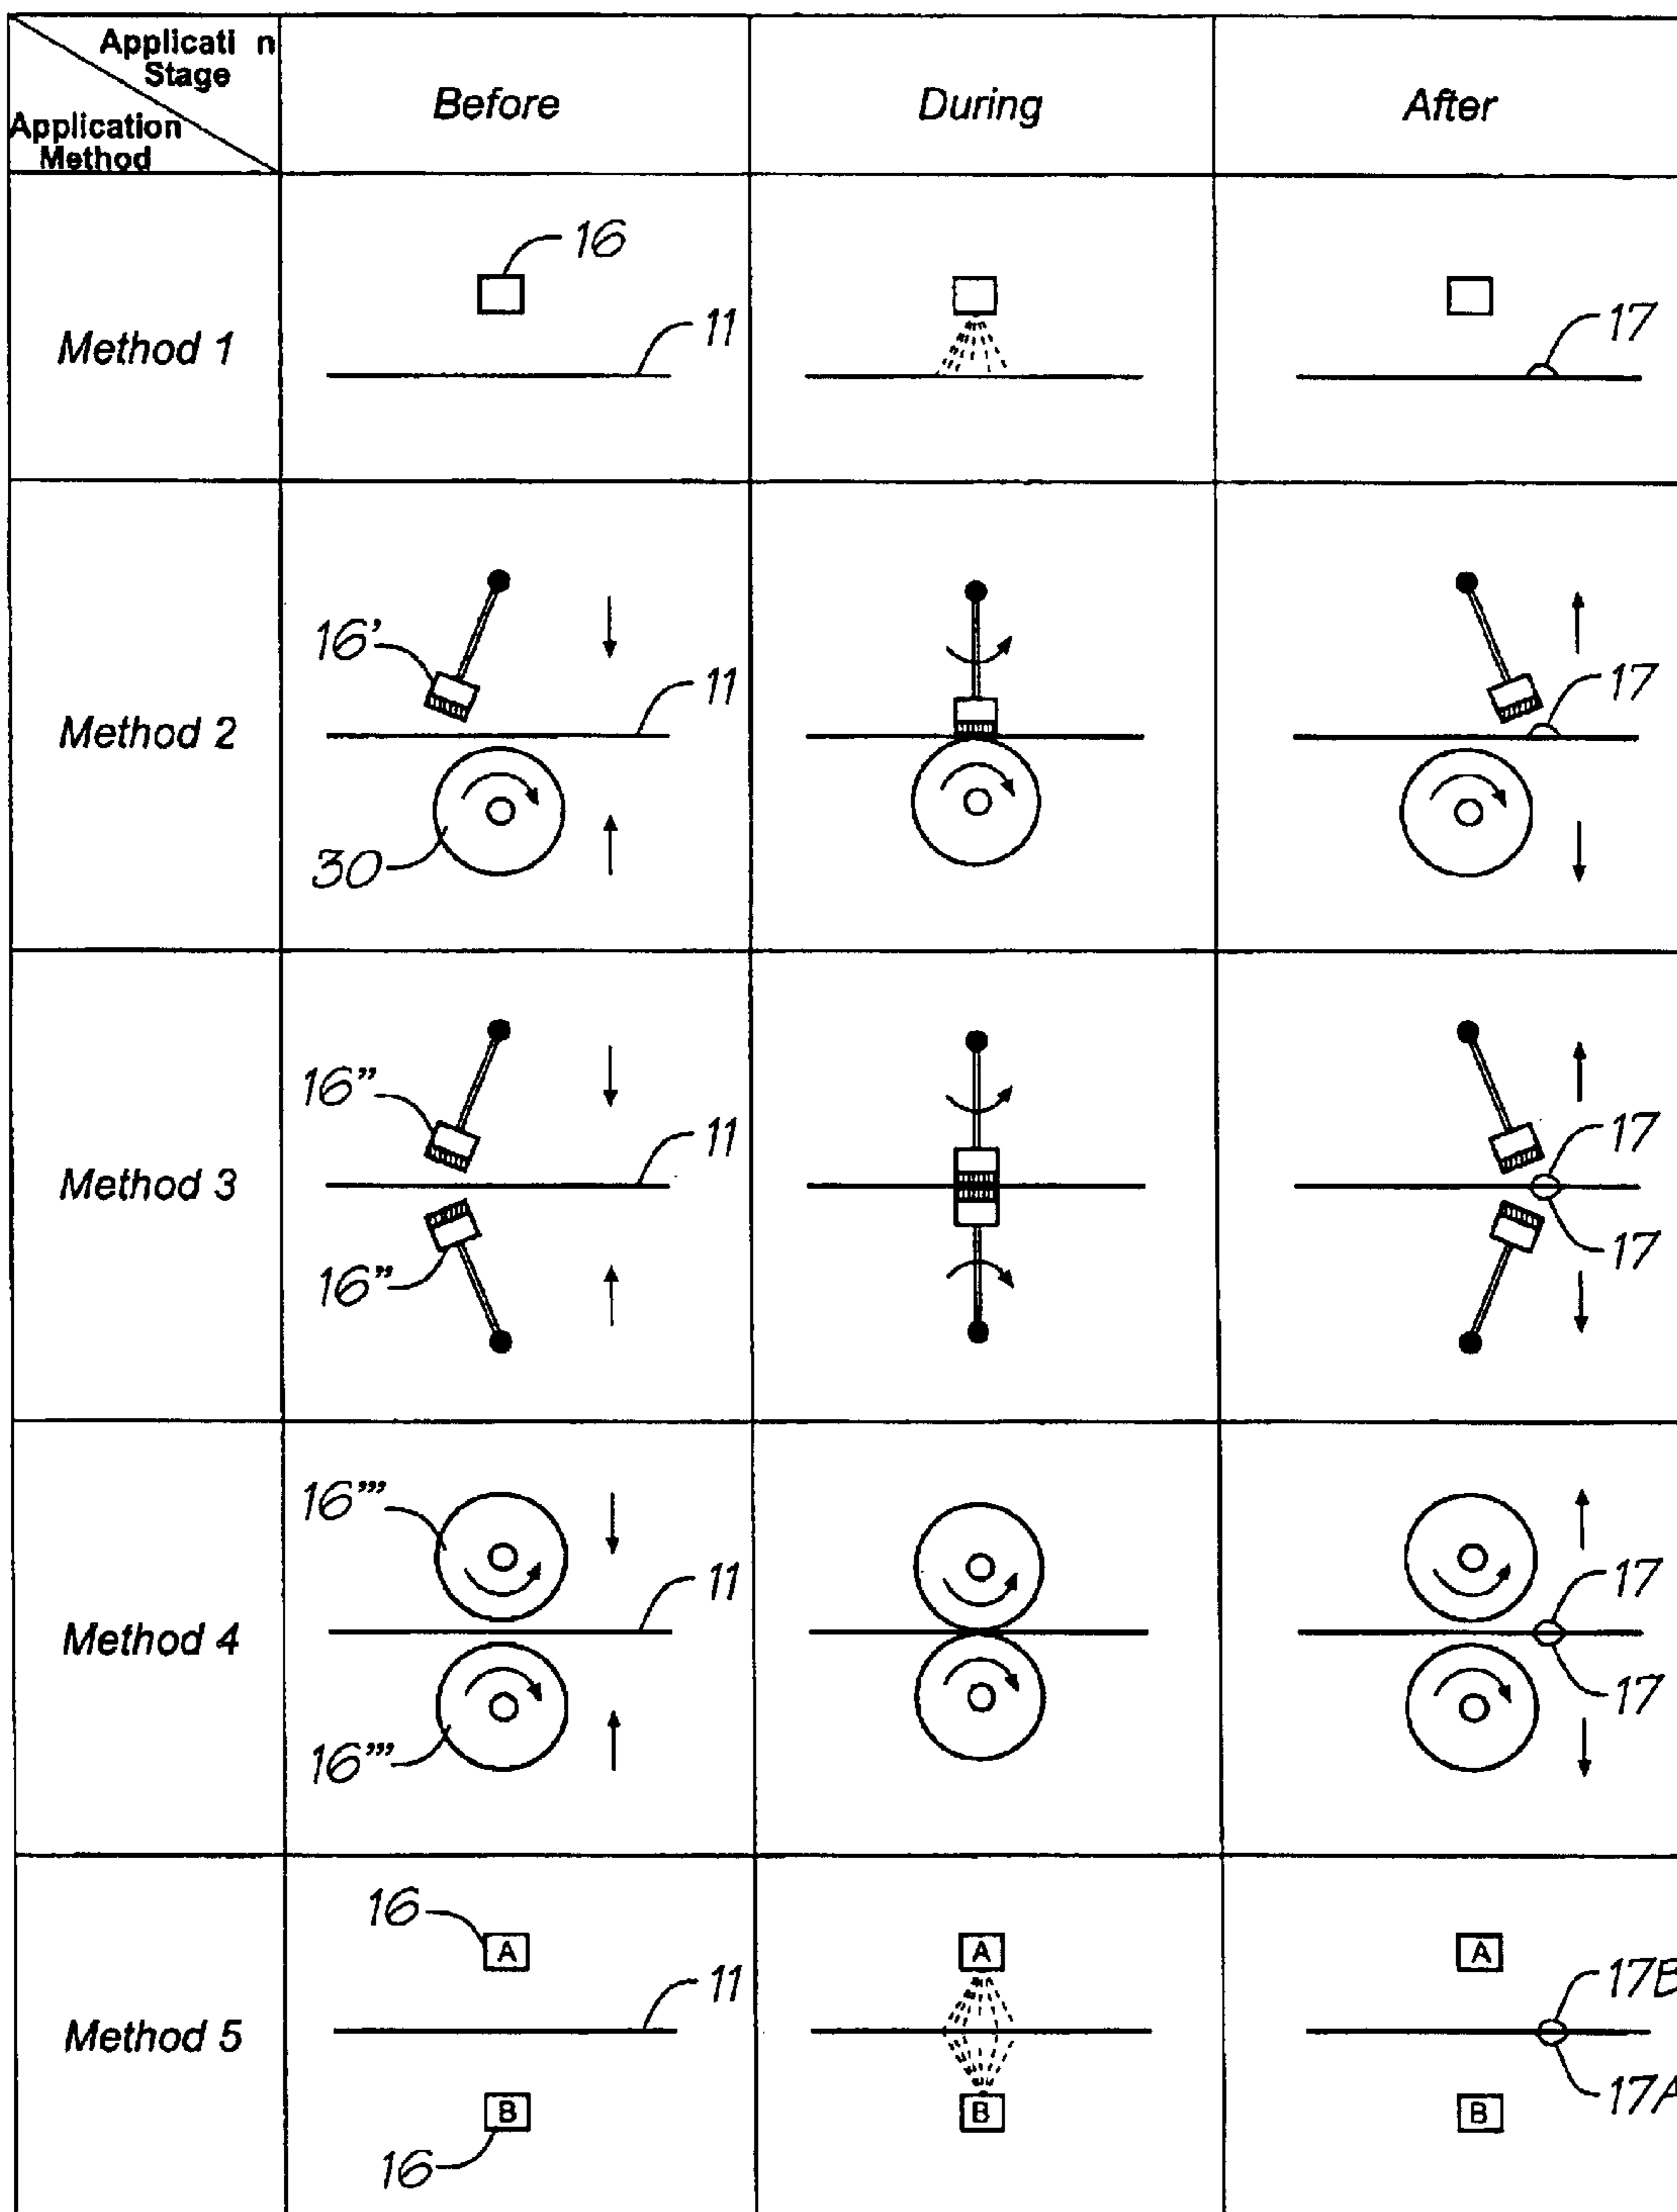 Applicati n
Stage
Application
Method
Before
During
After
Method 1
16
11
17
Method 2
16'
11
30
17
Method 3
16"
11
16"
17
17
Method 4
16'''
11
16'''
17
17
Method 5
16
A
11
B
16
A
B
A
17B
17A
B